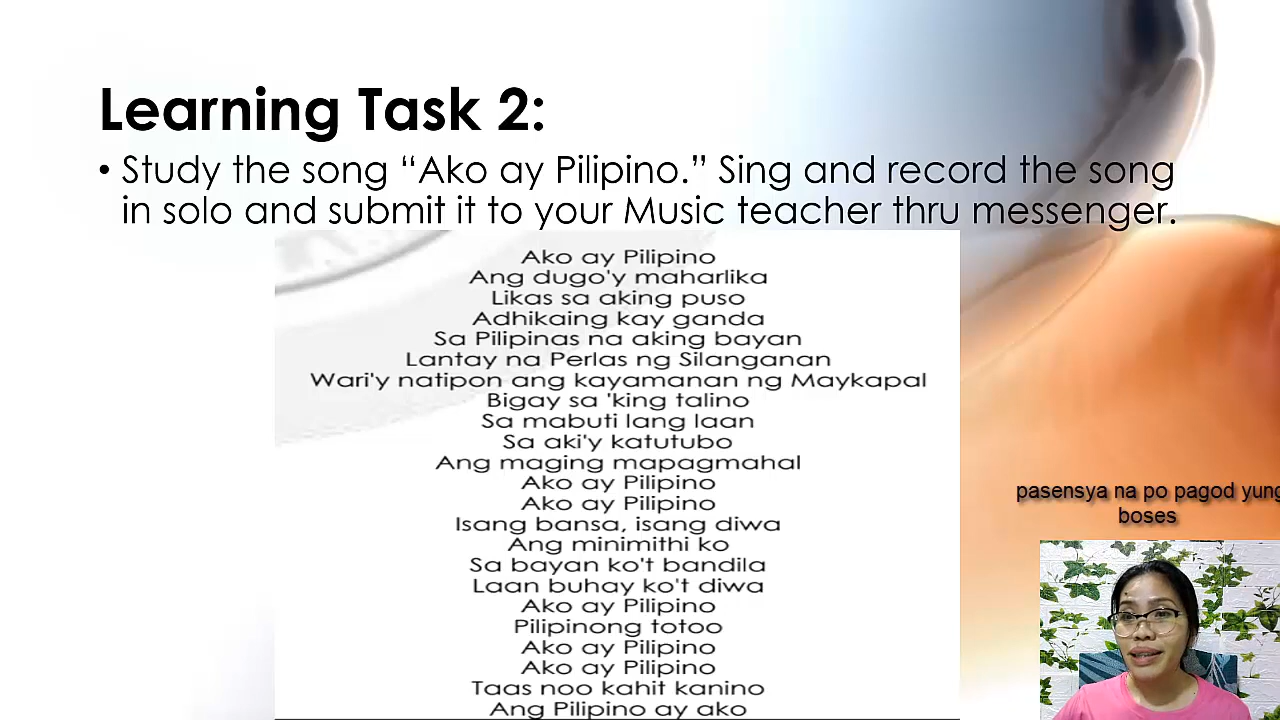 Learning Task 2:
• Study the song “Ako ay Pilipino.” Sing and record the song
in solo and submit it to your Music teacher thru messenger.
Ako ay Pilipino
Ang dugo'y maharlika
Likas sa aking puso
Adhikaing kay ganda
Sa Pilipinas na aking bayan
Lantay na Perlas ng Silanganan
Wari'y natipon ang kayamanan ng Maykapal
Bigay sa 'king talino
Sa mabuti lang laan
Sa aki'y katutubo
Ang maging mapagmahal
Ako ay Pilipino
Ako ay Pilipino
Isang bansa, isang diwa
Ang minimithi ko
Sa bayan ko't bandila
Laan buhay ko't diwa
Ako ay Pilipino
Pilipinong totoo
Ako ay Pilipino
Ako ay Pilipino
Taas noo kahit kanino
Ang Pilipino ay ako
pasensya na po pagod yung
boses